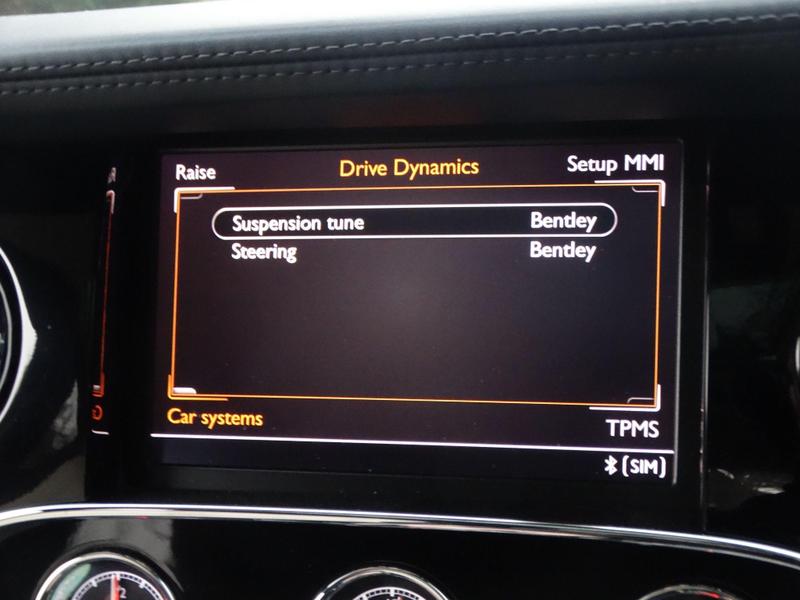 Raise Drive Dynamics Setup MMI
Suspension tune Bentley
Steering Bentley
Car systems TPMS
(SIM)